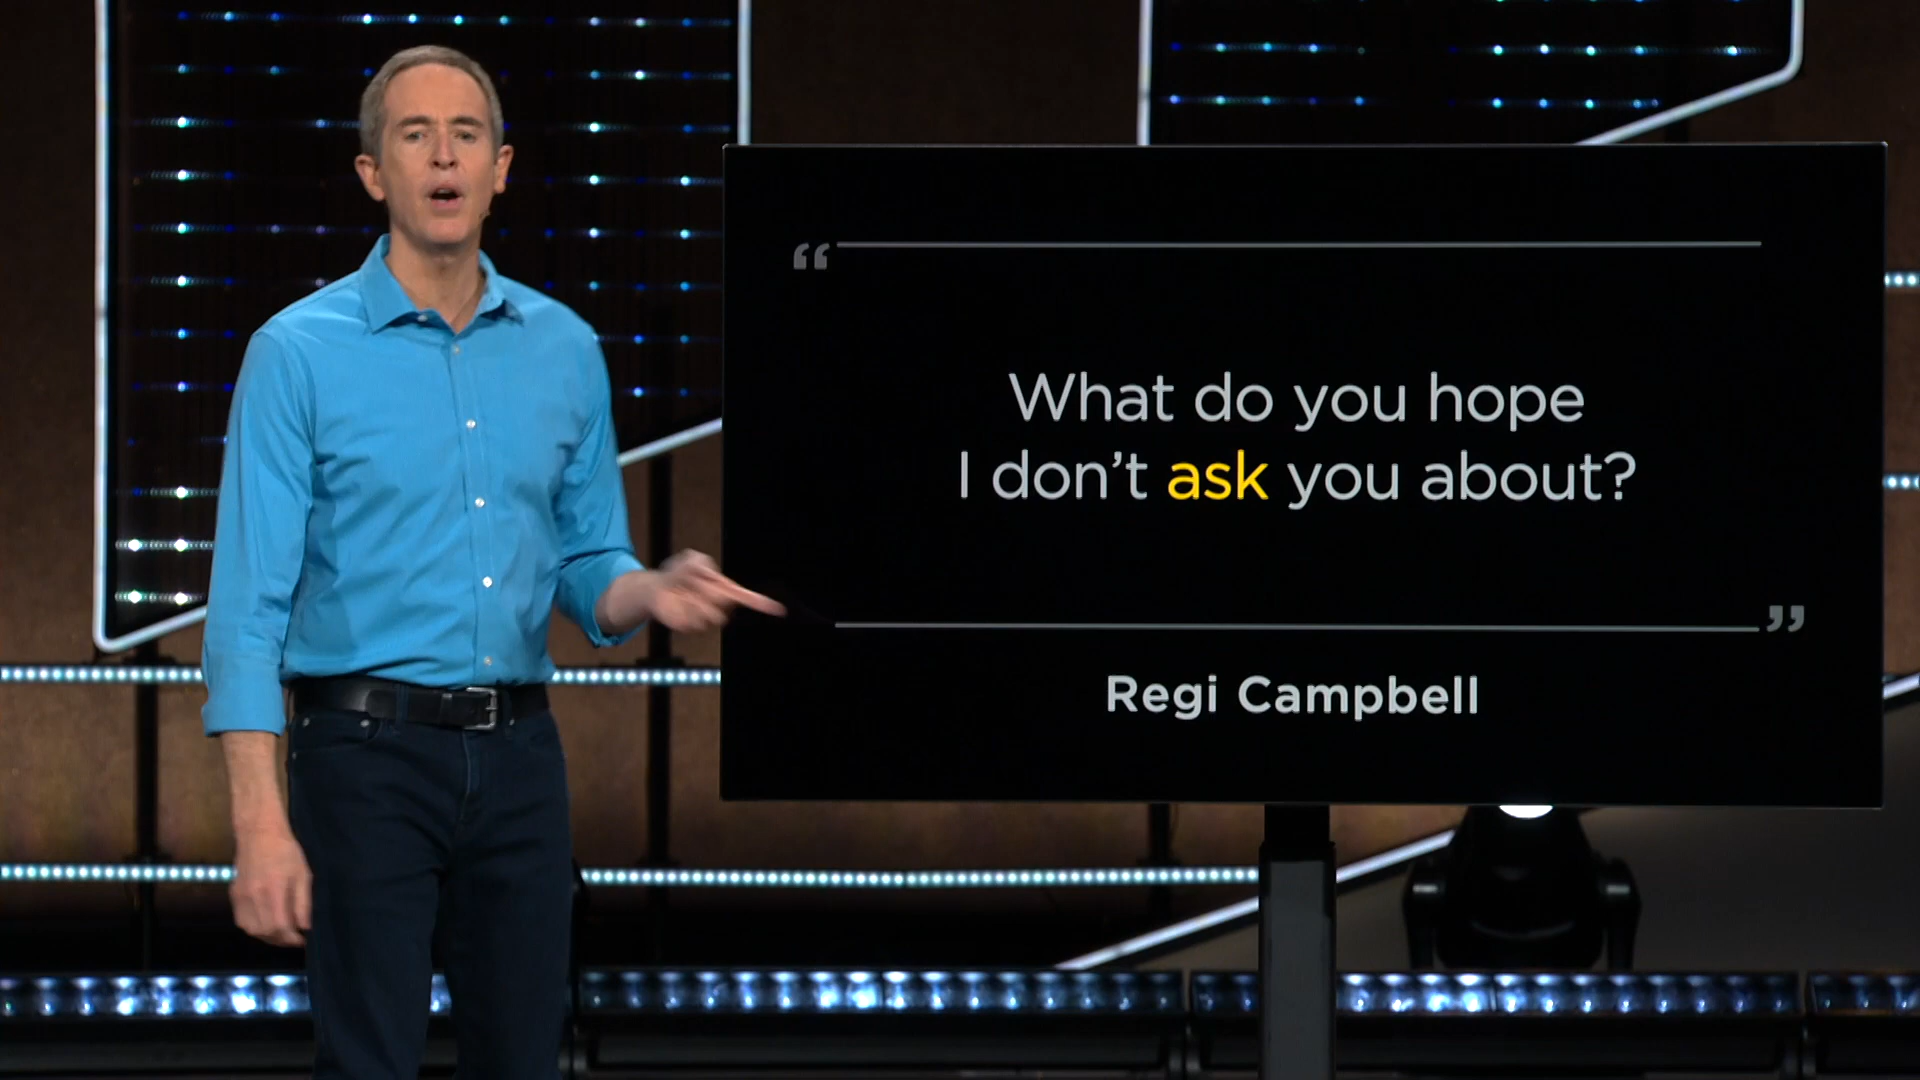 “
What do you hope
I don’t ask you about?
”
Regi Campbell